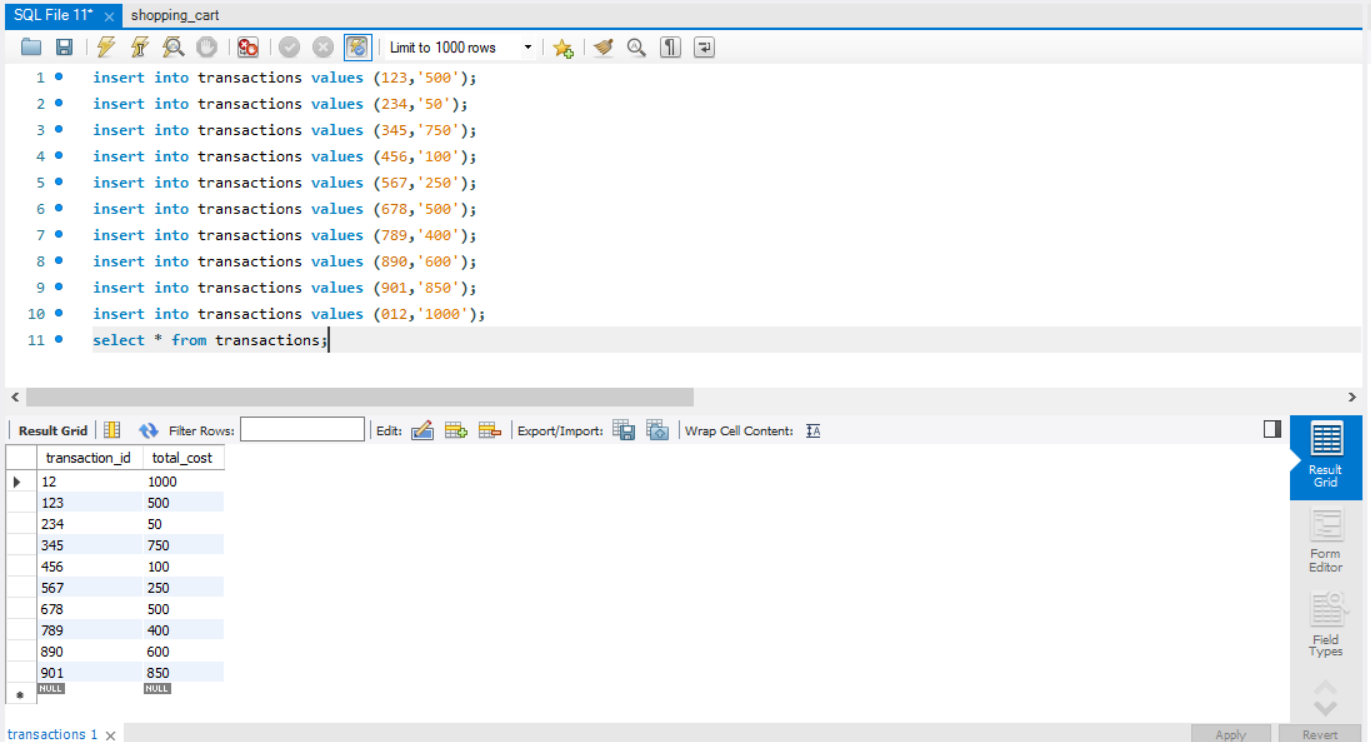 SQL File 11* × shopping_cart
Limit to 1000 rows
1 insert into transactions values (123,'500');
2 insert into transactions values (234,'50');
3 insert into transactions values (345,'750');
4 insert into transactions values (456,'100');
5 insert into transactions values (567,'250');
6 insert into transactions values (678,'500');
7 insert into transactions values (789,'400');
8 insert into transactions values (890,'600');
9 insert into transactions values (901,'850');
10 insert into transactions values (012,'1000');
11 select * from transactions;
Result Grid Filter Rows: Edit: Export/Import: Wrap Cell Content: IA
transaction_id total_cost
12 1000
123 500
234 50
345 750
456 100
567 250
678 500
789 400
890 600
901 850
NULL NULL
Result
Grid
Form
Editor
Field
Types
transactions 1 ×
Apply Revert